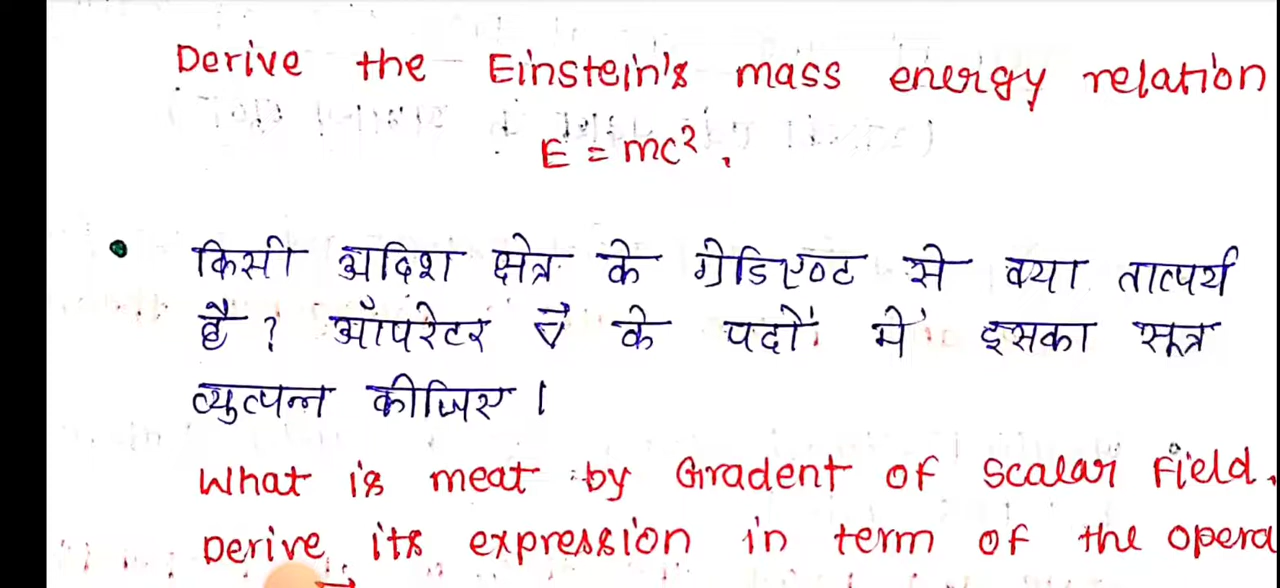 Derive the Einstein's mass energy relation
E = mc².
• किसी अदिश क्षेत्र के ग्रेडिएण्ट से क्या तात्पर्य
है ? ऑपरेटर ∇⃗ के पदों में इसका सूत्र
व्युत्पन्न कीजिए ।
What is meat by Gradent of scalar Field.
Derive its expression in term of the opera